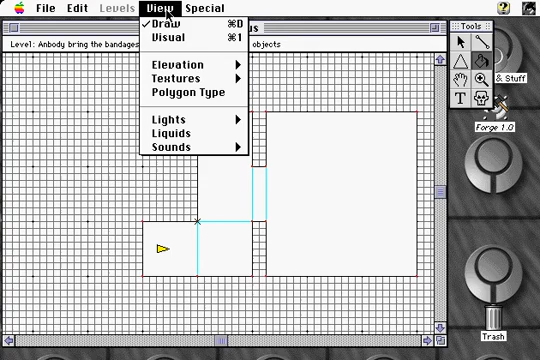 File Edit Levels View Special
us
Level: Anbody bring the bandages
objects
✓Draw ⌘D
Visual ⌘1
Elevation
Textures
Polygon Type
Lights
Liquids
Sounds
Tools
T
& Stuff
Forge 1.0
Trash